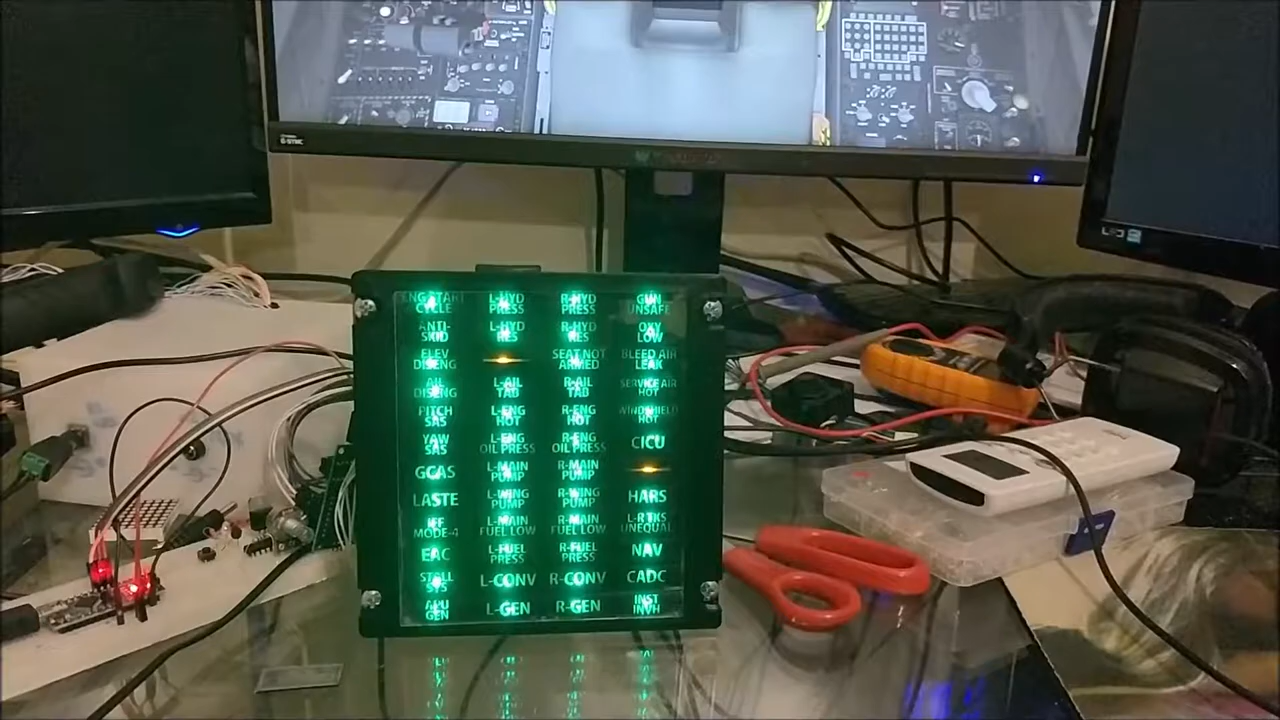 G-SYNC
LED
ENG START
CYCLE
L-HYD
PRESS
R-HYD
PRESS
GUN
UNSAFE
ANTI-
SKID
L-HYD
RES
R-HYD
RES
OXY
LOW
ELEV
DISENG
SEAT NOT
ARMED
BLEED AIR
LEAK
AIL
DISENG
L-AIL
TAB
R-AIL
TAB
SERVICE AIR
HOT
PITCH
SAS
L-ENG
HOT
R-ENG
HOT
WINDSHIELD
HOT
YAW
SAS
L-ENG
OIL PRESS
R-ENG
OIL PRESS
CICU
GCAS
L-MAIN
PUMP
R-MAIN
PUMP
LASTE
L-WING
PUMP
R-WING
PUMP
HARS
IFF
MODE-4
L-MAIN
FUEL LOW
R-MAIN
FUEL LOW
L-R TKS
UNEQUAL
EAC
L-FUEL
PRESS
R-FUEL
PRESS
NAV
STALL
SYS
L-CONV
R-CONV
CADC
APU
GEN
L-GEN
R-GEN
INST
INVH